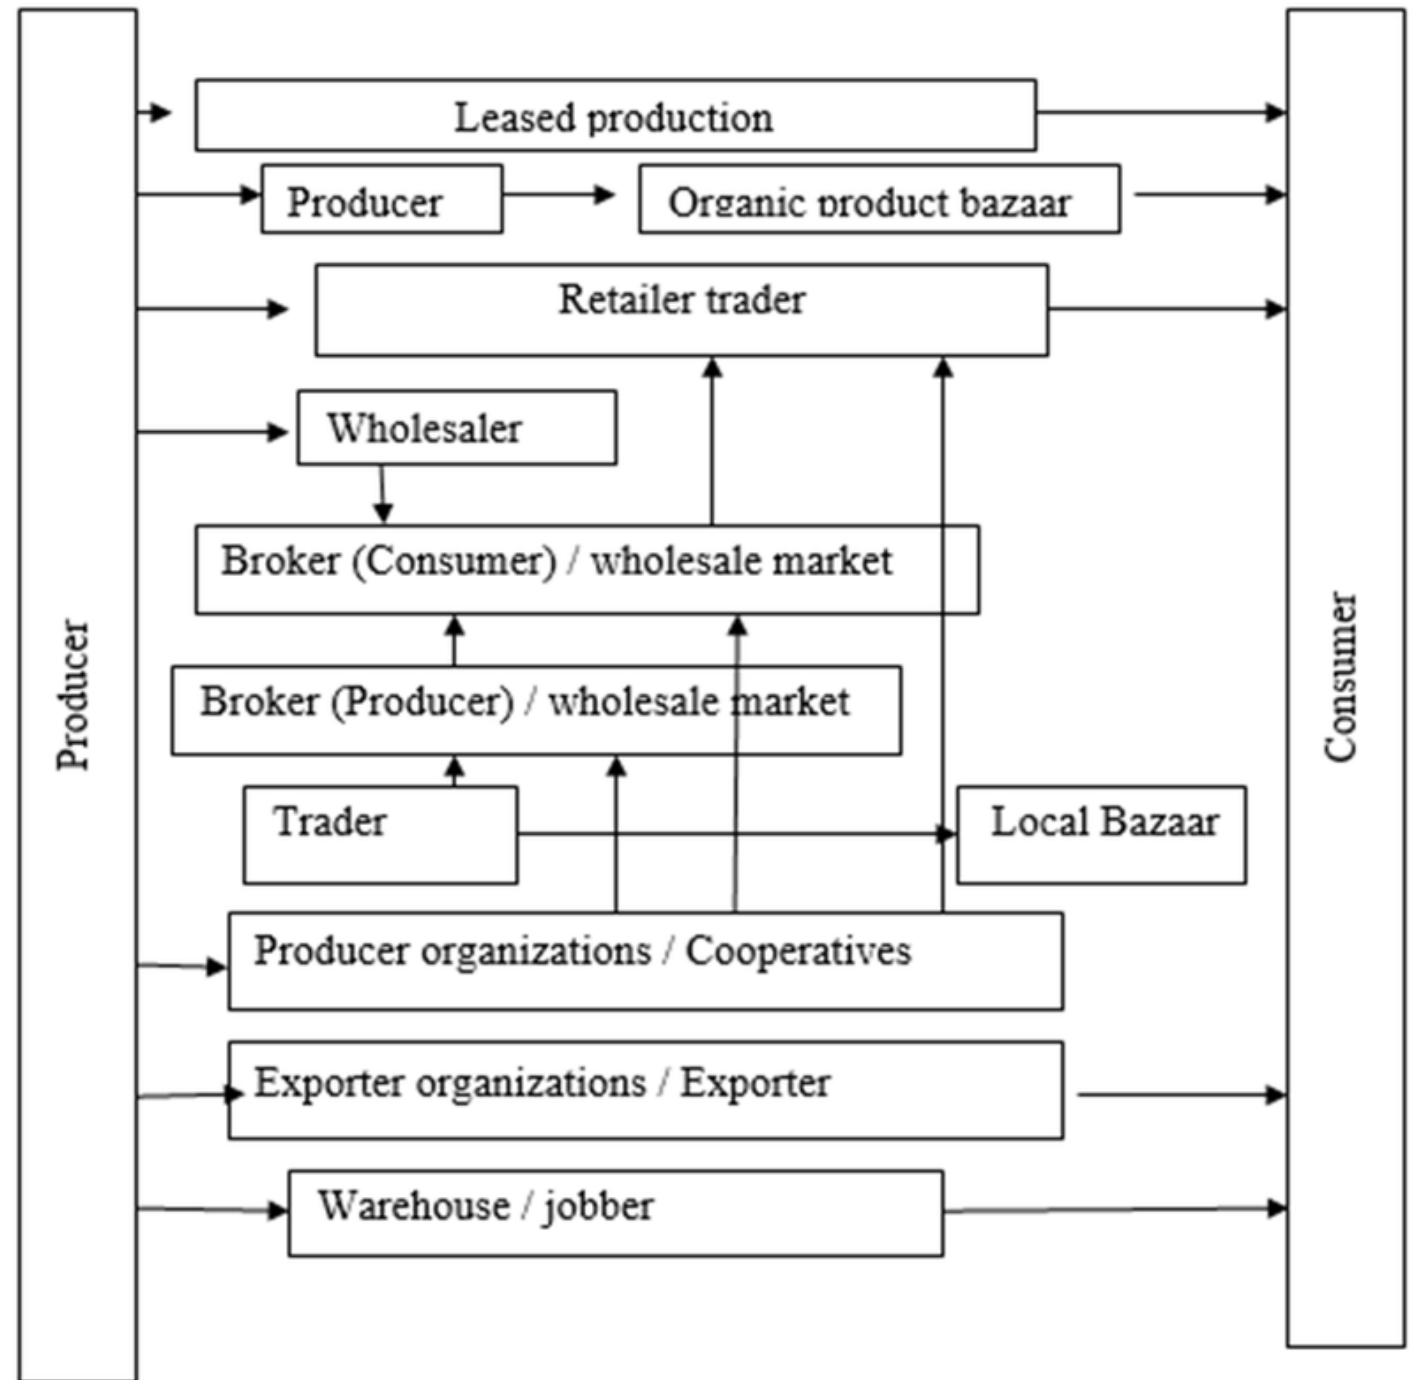 Producer
Leased production
Producer
Organic product bazaar
Retailer trader
Wholesaler
Broker (Consumer) / wholesale market
Broker (Producer) / wholesale market
Trader
Local Bazaar
Producer organizations / Cooperatives
Exporter organizations / Exporter
Warehouse / jobber
Consumer